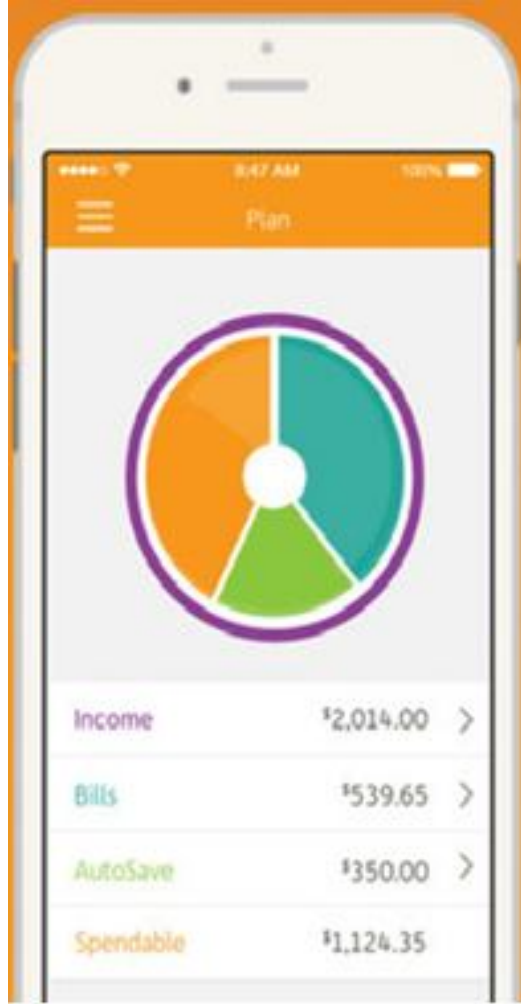 8:47 AM 100%
Plan
Income $2,014.00
Bills $539.65
AutoSave $350.00
Spendable $1,124.35